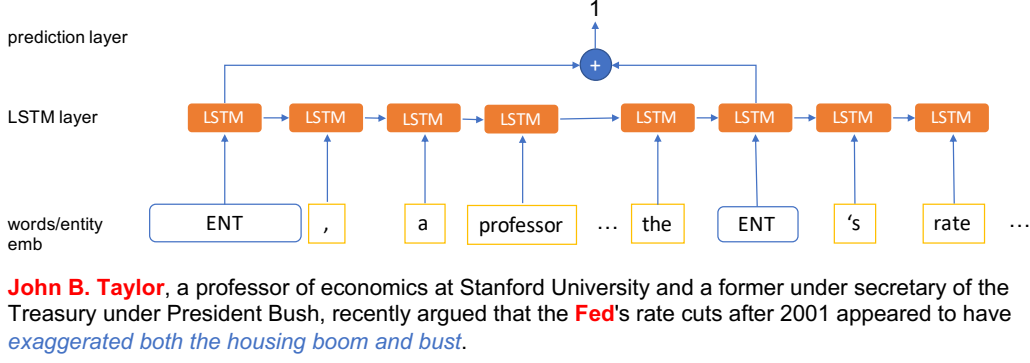 1
prediction layer
+
LSTM layer
LSTM LSTM LSTM LSTM LSTM LSTM LSTM LSTM
words/entity
emb
ENT , a professor ... the ENT ‘s rate ...
John B. Taylor, a professor of economics at Stanford University and a former under secretary of the
Treasury under President Bush, recently argued that the Fed's rate cuts after 2001 appeared to have
exaggerated both the housing boom and bust.